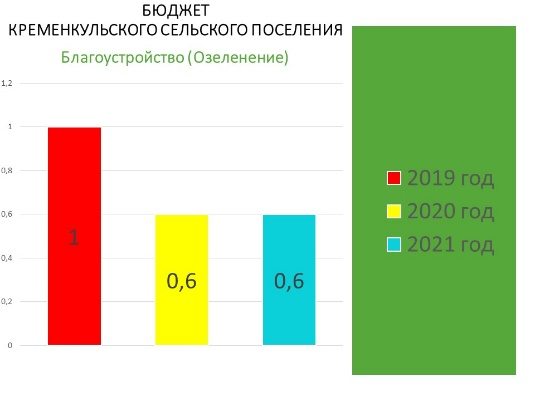 БЮДЖЕТ
КРЕМЕНКУЛЬСКОГО СЕЛЬСКОГО ПОСЕЛЕНИЯ
Благоустройство (Озеленение)
1,2
1
0,8
0,6
0,4
0,2
0
1
0,6
0,6
2019 год
2020 год
2021 год